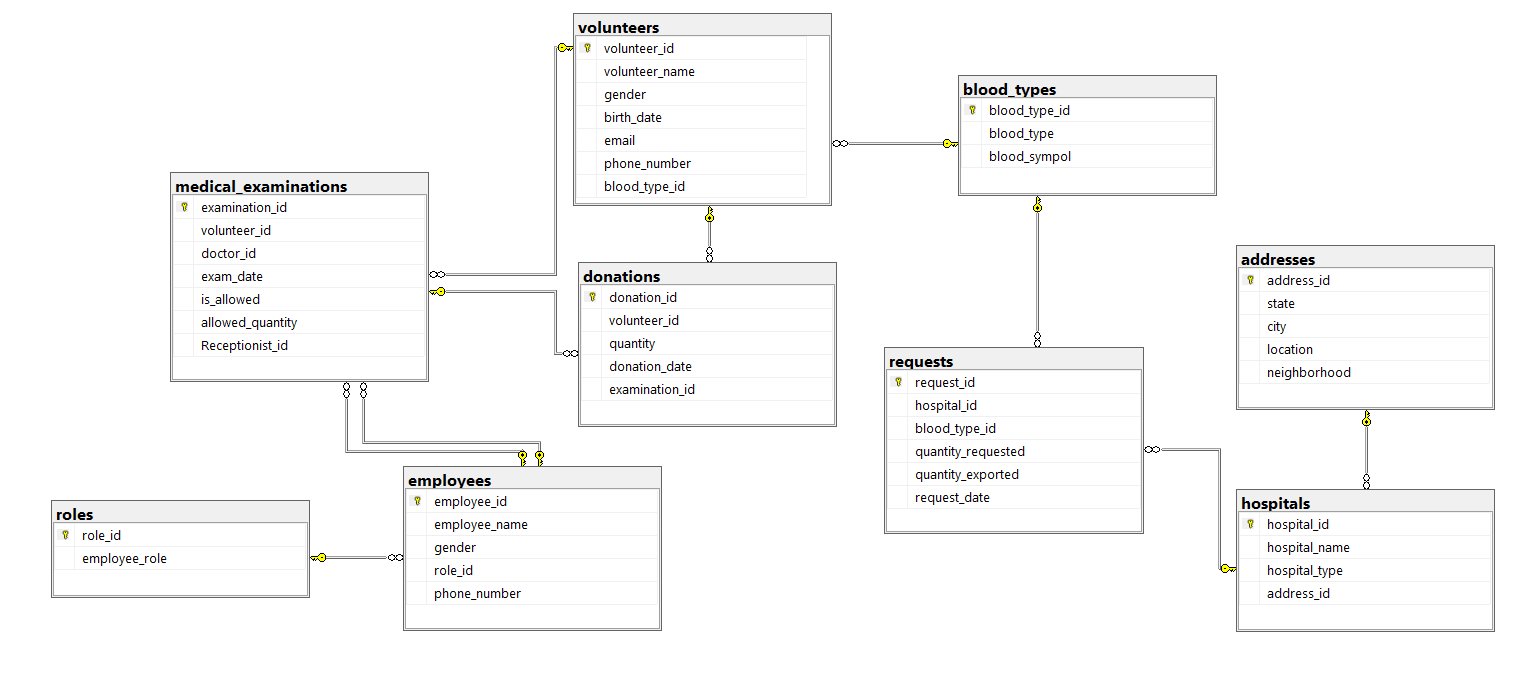 volunteers
volunteer_id
volunteer_name
gender
birth_date
email
phone_number
blood_type_id
blood_types
blood_type_id
blood_type
blood_sympol
medical_examinations
examination_id
volunteer_id
doctor_id
exam_date
is_allowed
allowed_quantity
Receptionist_id
donations
donation_id
volunteer_id
quantity
donation_date
examination_id
addresses
address_id
state
city
location
neighborhood
requests
request_id
hospital_id
blood_type_id
quantity_requested
quantity_exported
request_date
employees
employee_id
employee_name
gender
role_id
phone_number
hospitals
hospital_id
hospital_name
hospital_type
address_id
roles
role_id
employee_role